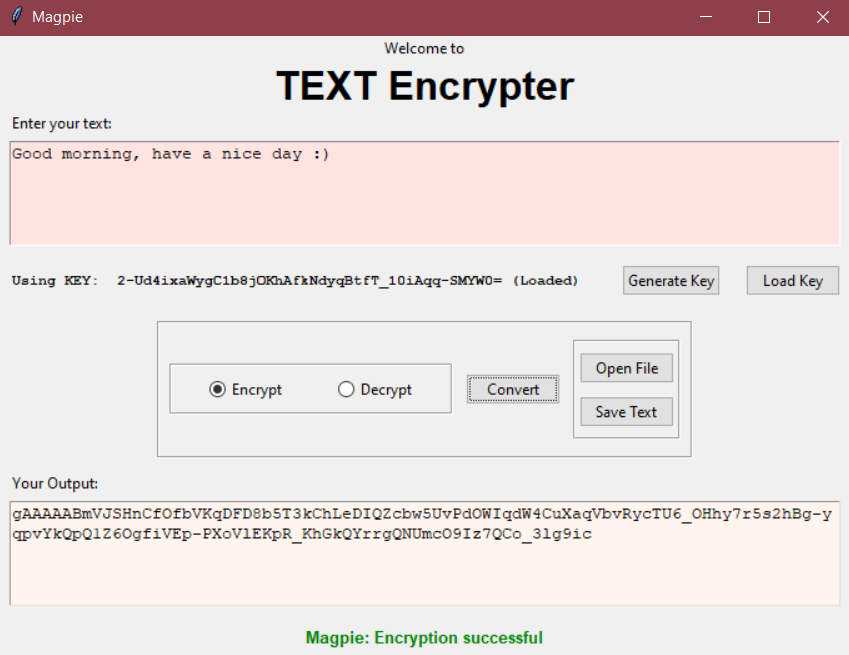 Magpie
Welcome to
TEXT Encrypter
Enter your text:
Good morning, have a nice day :)
Using KEY: 2-Ud4ixaWygC1b8jOKhAfkNdyqBtfT_10iAqq-SMYW0= (Loaded)
Generate Key
Load Key
Encrypt
Decrypt
Convert
Open File
Save Text
Your Output:
gAAAAABmVJSHnCfOfbVKqDFD8b5T3kChLeDIQZcbw5UvPdOWIqdW4CuXaqVbvRycTU6_OHhy7r5s2hBg-y
qpvYkQpQ1Z6OgfiVEp-PXoVlEKpR_KhGkQYrrgQNUmcO9Iz7QCo_3lg9ic
Magpie: Encryption successful